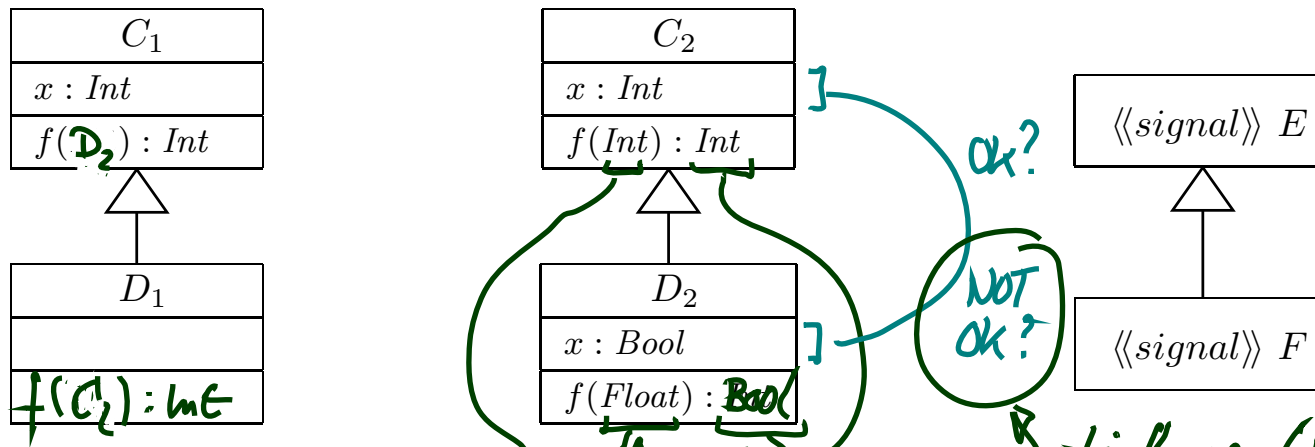 C₁
x : Int
f(D₂) : Int
D₁
f(C₂) : Int
C₂
x : Int
f(Int) : Int
D₂
x : Bool
f(Float) : Bool
OK?
NOT
OK?
⟪signal⟫ E
⟪signal⟫ F